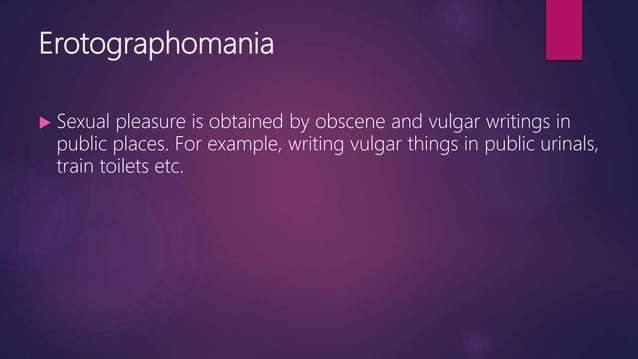 Erotographomania
Sexual pleasure is obtained by obscene and vulgar writings in
public places. For example, writing vulgar things in public urinals,
train toilets etc.